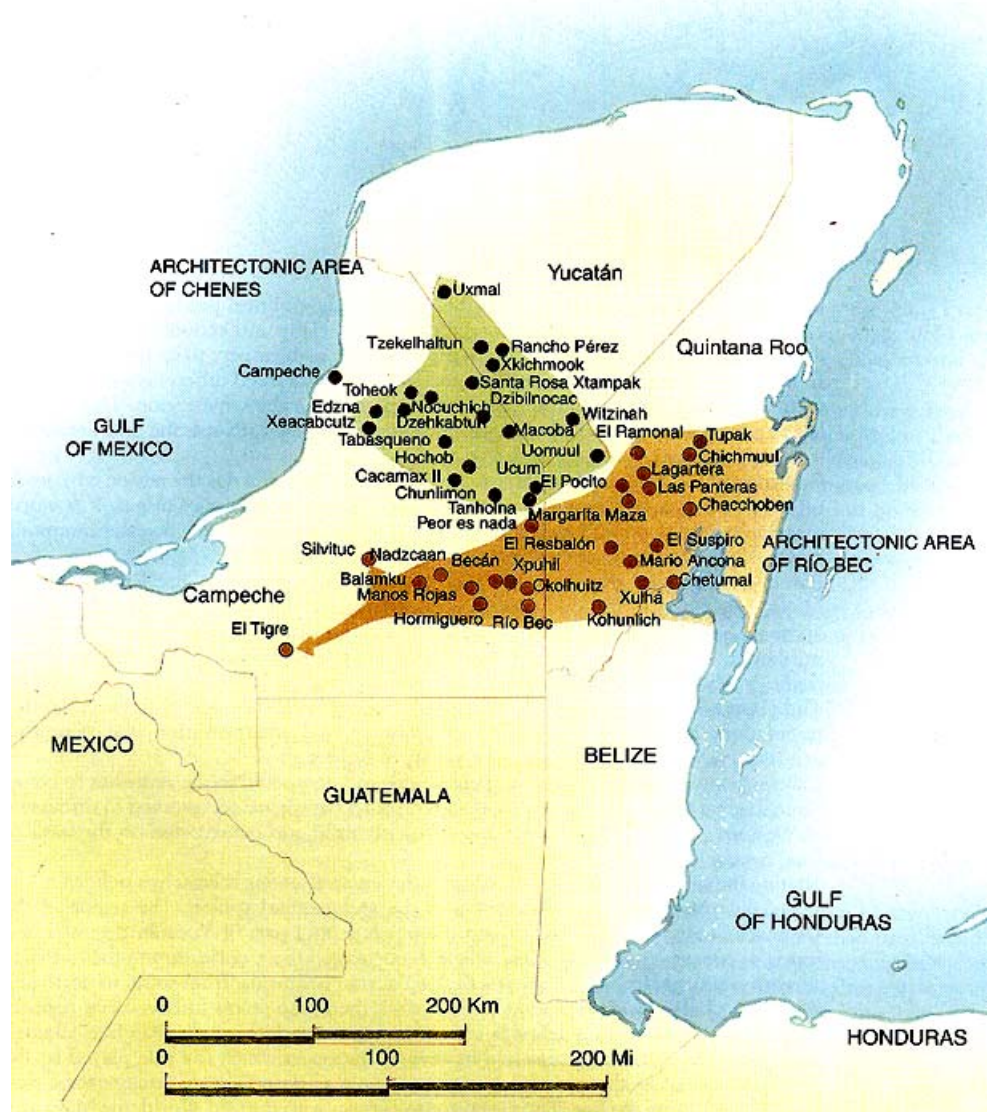 ARCHITECTONIC AREA
OF CHENES
Yucatán
Uxmal
Tzekelhaltun
Rancho Pérez
Xkichmook
Quintana Roo
Campeche
Santa Rosa Xtampak
Toheok
Dzibilnocac
Edzna
Nocuchich
Witzinah
Xeacabcutz
Dzehkabtun
Macoba
El Ramonal
Tupak
GULF
OF MEXICO
Tabasqueno
Uomuul
Chichmuul
Hochob
Ucum
Lagartera
Cacamax II
El Pocito
Las Panteras
Chunlimon
Tanholna
Margarita Maza
Chacchoben
Peor es nada
El Resbalón
El Suspiro
ARCHITECTONIC AREA
OF RÍO BEC
Silvituc
Nadzcaan
Becán
Xpuhil
Mario Ancona
Balamku
Okolhuitz
Chetumal
Manos Rojas
Xulhá
Campeche
Hormiguero
Río Bec
Kohunlich
El Tigre
MEXICO
BELIZE
GUATEMALA
GULF
OF HONDURAS
0 100 200 Km
HONDURAS
0 100 200 Mi